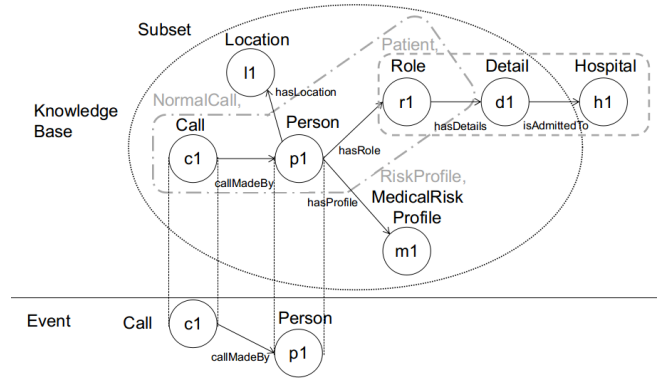 Subset
Location
l1
hasLocation
Patient,
Role
Detail
Hospital
r1
d1
h1
hasDetails
isAdmittedTo
NormalCall,
Knowledge
Base
Call
Person
c1
p1
callMadeBy
hasRole
hasProfile
RiskProfile,
MedicalRisk
Profile
m1
Event
Call
c1
callMadeBy
Person
p1